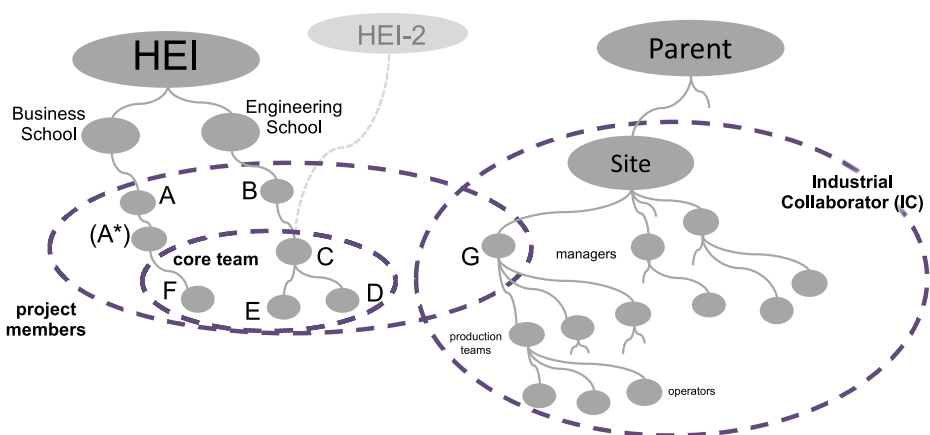 HEI
HEI-2
Parent
Business
School
Engineering
School
Site
Industrial
Collaborator (IC)
A
B
(A*)
core team
C
G
managers
F
E
D
project
members
production
teams
operators